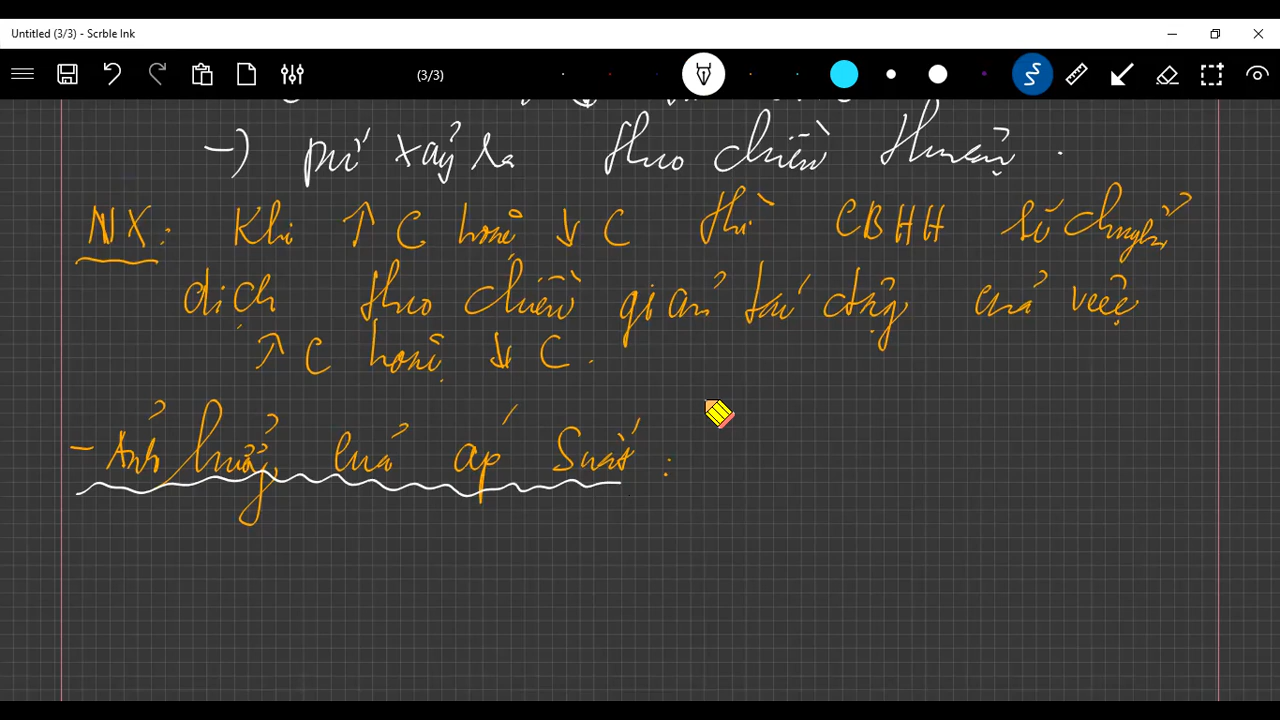 Untitled (3/3) - Scrble Ink
(3/3)
→ pứ xảy ra theo chiều thuận.
NX: Khi ↑ C hoặc ↓ C thì CBHH sẽ chuyển
dịch theo chiều giảm tác động của việc
↑ C hoặc ↓ C.
- Ảnh hưởng của áp suất :